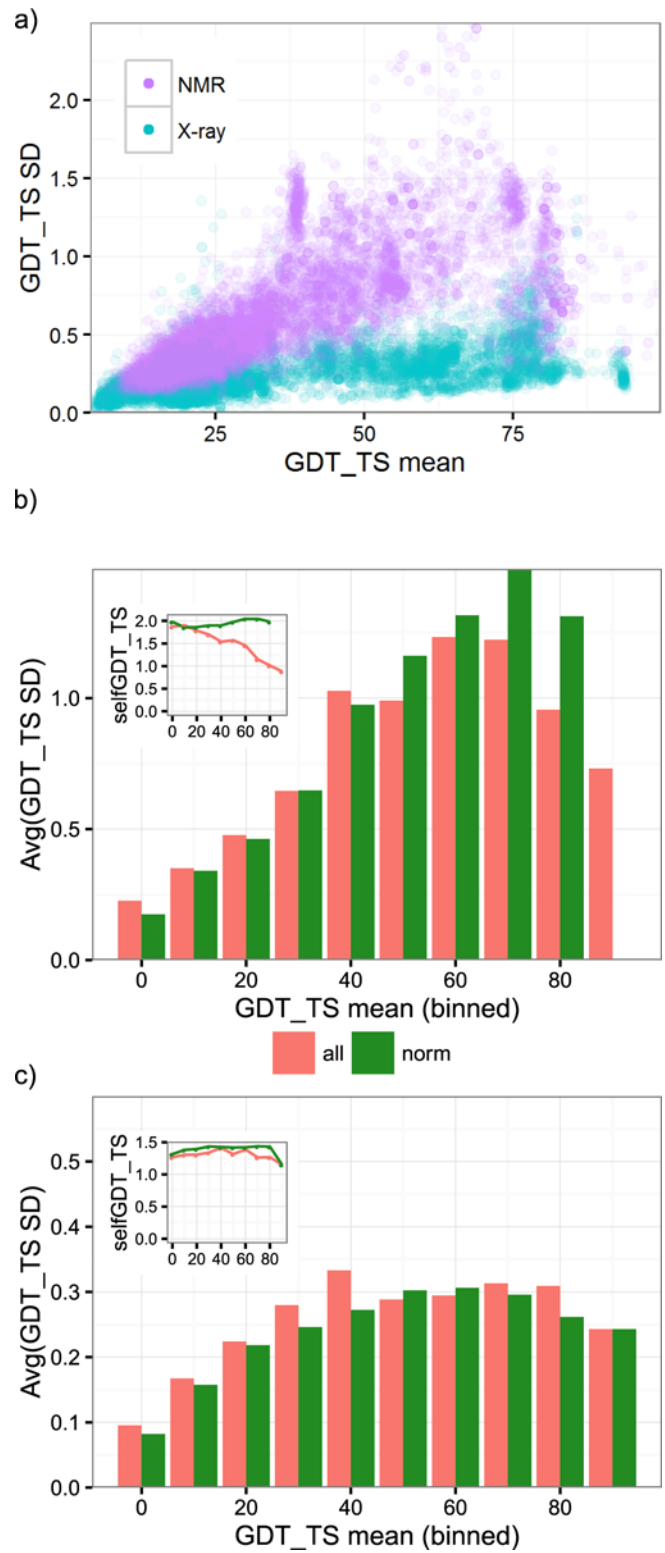 a)
GDT_TS SD
2.0
1.5
1.0
0.5
0.0
NMR
X-ray
25 50 75
GDT_TS mean
b)
Avg(GDT_TS SD)
1.0
0.5
0.0
selfGDT_TS
2.0
1.5
1.0
0.5
0.0
0 20 40 60 80
0 20 40 60 80
GDT_TS mean (binned)
all norm
c)
Avg(GDT_TS SD)
0.5
0.4
0.3
0.2
0.1
0.0
selfGDT_TS
1.5
1.0
0.5
0.0
0 20 40 60 80
0 20 40 60 80
GDT_TS mean (binned)